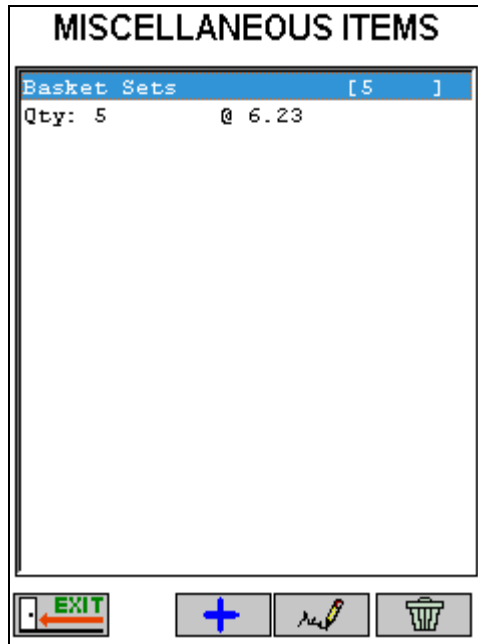 MISCELLANEOUS ITEMS
Basket Sets [5 ]
Qty: 5 @ 6.23
EXIT